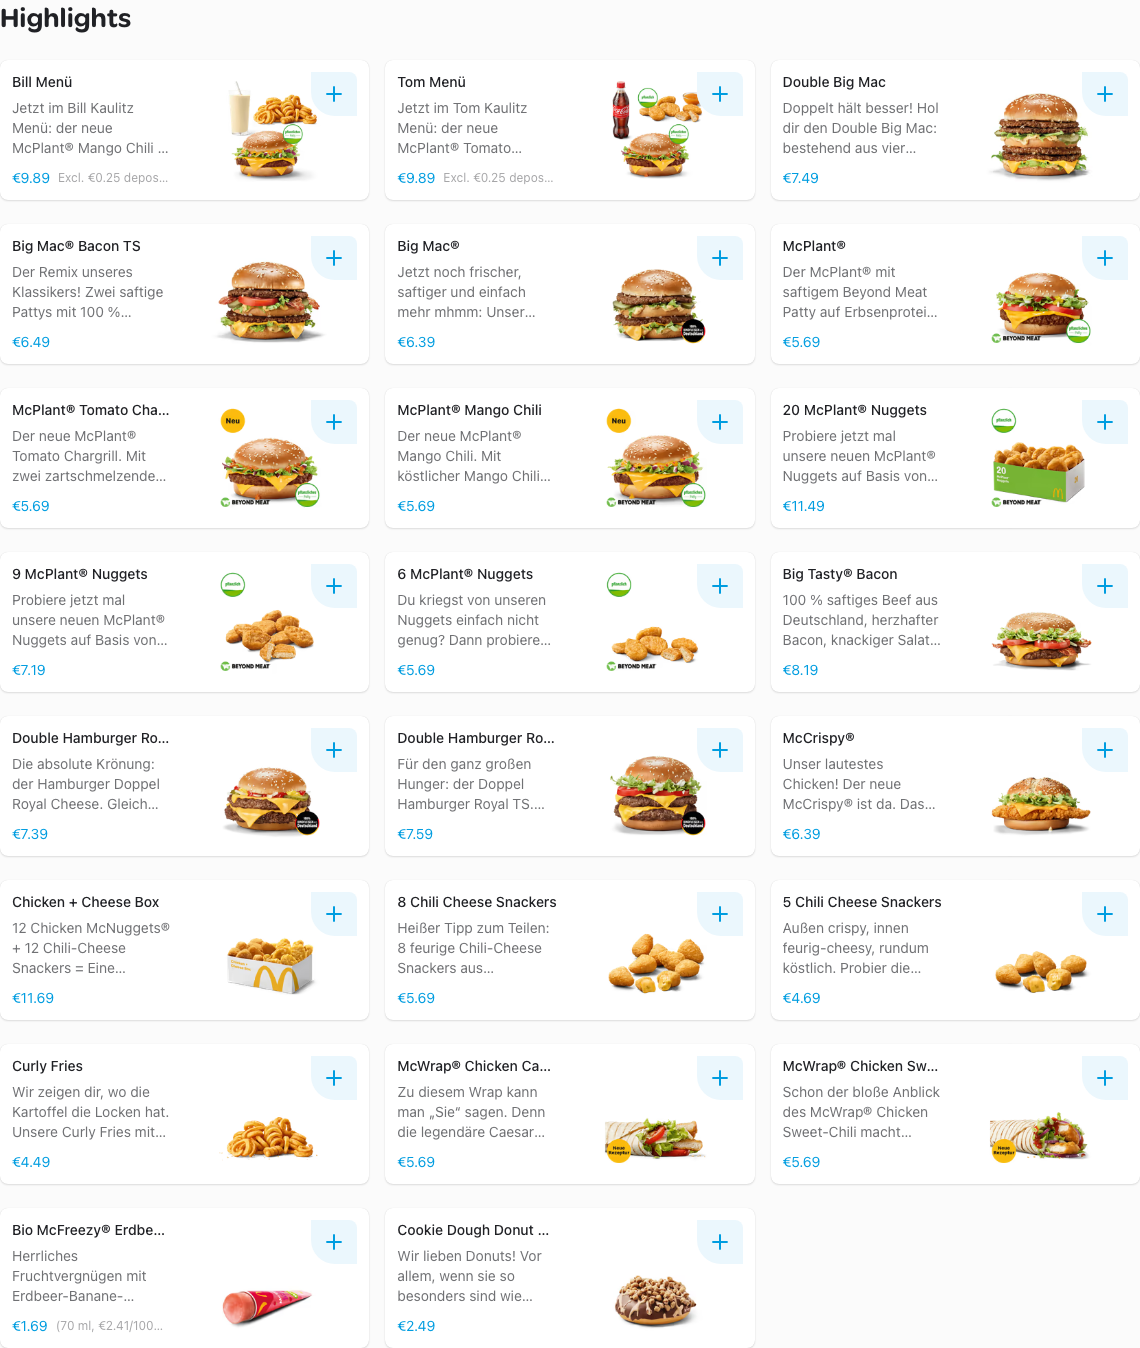 Highlights
Bill Menü
Jetzt im Bill Kaulitz
Menü: der neue
McPlant® Mango Chili ...
€9.89 Excl. €0.25 depos...
Tom Menü
Jetzt im Tom Kaulitz
Menü: der neue
McPlant® Tomato...
€9.89 Excl. €0.25 depos...
Double Big Mac
Doppelt hält besser! Hol
dir den Double Big Mac:
bestehend aus vier...
€7.49
Big Mac® Bacon TS
Der Remix unseres
Klassikers! Zwei saftige
Pattys mit 100 %...
€6.49
Big Mac®
Jetzt noch frischer,
saftiger und einfach
mehr mhmm: Unser...
€6.39
McPlant®
Der McPlant® mit
saftigem Beyond Meat
Patty auf Erbsenprotei...
€5.69
BEYOND MEAT
McPlant® Tomato Cha...
Der neue McPlant®
Tomato Chargrill. Mit
zwei zartschmelzende...
€5.69
Neu
BEYOND MEAT
McPlant® Mango Chili
Der neue McPlant®
Mango Chili. Mit
köstlicher Mango Chili...
€5.69
Neu
BEYOND MEAT
20 McPlant® Nuggets
Probiere jetzt mal
unsere neuen McPlant®
Nuggets auf Basis von...
€11.49
20
BEYOND MEAT
9 McPlant® Nuggets
Probiere jetzt mal
unsere neuen McPlant®
Nuggets auf Basis von...
€7.19
BEYOND MEAT
6 McPlant® Nuggets
Du kriegst von unseren
Nuggets einfach nicht
genug? Dann probiere...
€5.69
BEYOND MEAT
Big Tasty® Bacon
100 % saftiges Beef aus
Deutschland, herzhafter
Bacon, knackiger Salat...
€8.19
Double Hamburger Ro...
Die absolute Krönung:
der Hamburger Doppel
Royal Cheese. Gleich...
€7.39
Double Hamburger Ro...
Für den ganz großen
Hunger: der Doppel
Hamburger Royal TS....
€7.59
McCrispy®
Unser lautestes
Chicken! Der neue
McCrispy® ist da. Das...
€6.39
Chicken + Cheese Box
12 Chicken McNuggets®
+ 12 Chili-Cheese
Snackers = Eine...
€11.69
8 Chili Cheese Snackers
Heißer Tipp zum Teilen:
8 feurige Chili-Cheese
Snackers aus...
€5.69
5 Chili Cheese Snackers
Außen crispy, innen
feurig-cheesy, rundum
köstlich. Probier die...
€4.69
Curly Fries
Wir zeigen dir, wo die
Kartoffel die Locken hat.
Unsere Curly Fries mit...
€4.49
McWrap® Chicken Ca...
Zu diesem Wrap kann
man „Sie“ sagen. Denn
die legendäre Caesar...
€5.69
Neue
Rezeptur
McWrap® Chicken Sw...
Schon der bloße Anblick
des McWrap® Chicken
Sweet-Chili macht...
€5.69
Neue
Rezeptur
Bio McFreezy® Erdbe...
Herrliches
Fruchtvergnügen mit
Erdbeer-Banane-...
€1.69 (70 ml, €2.41/100...
Cookie Dough Donut ...
Wir lieben Donuts! Vor
allem, wenn sie so
besonders sind wie...
€2.49